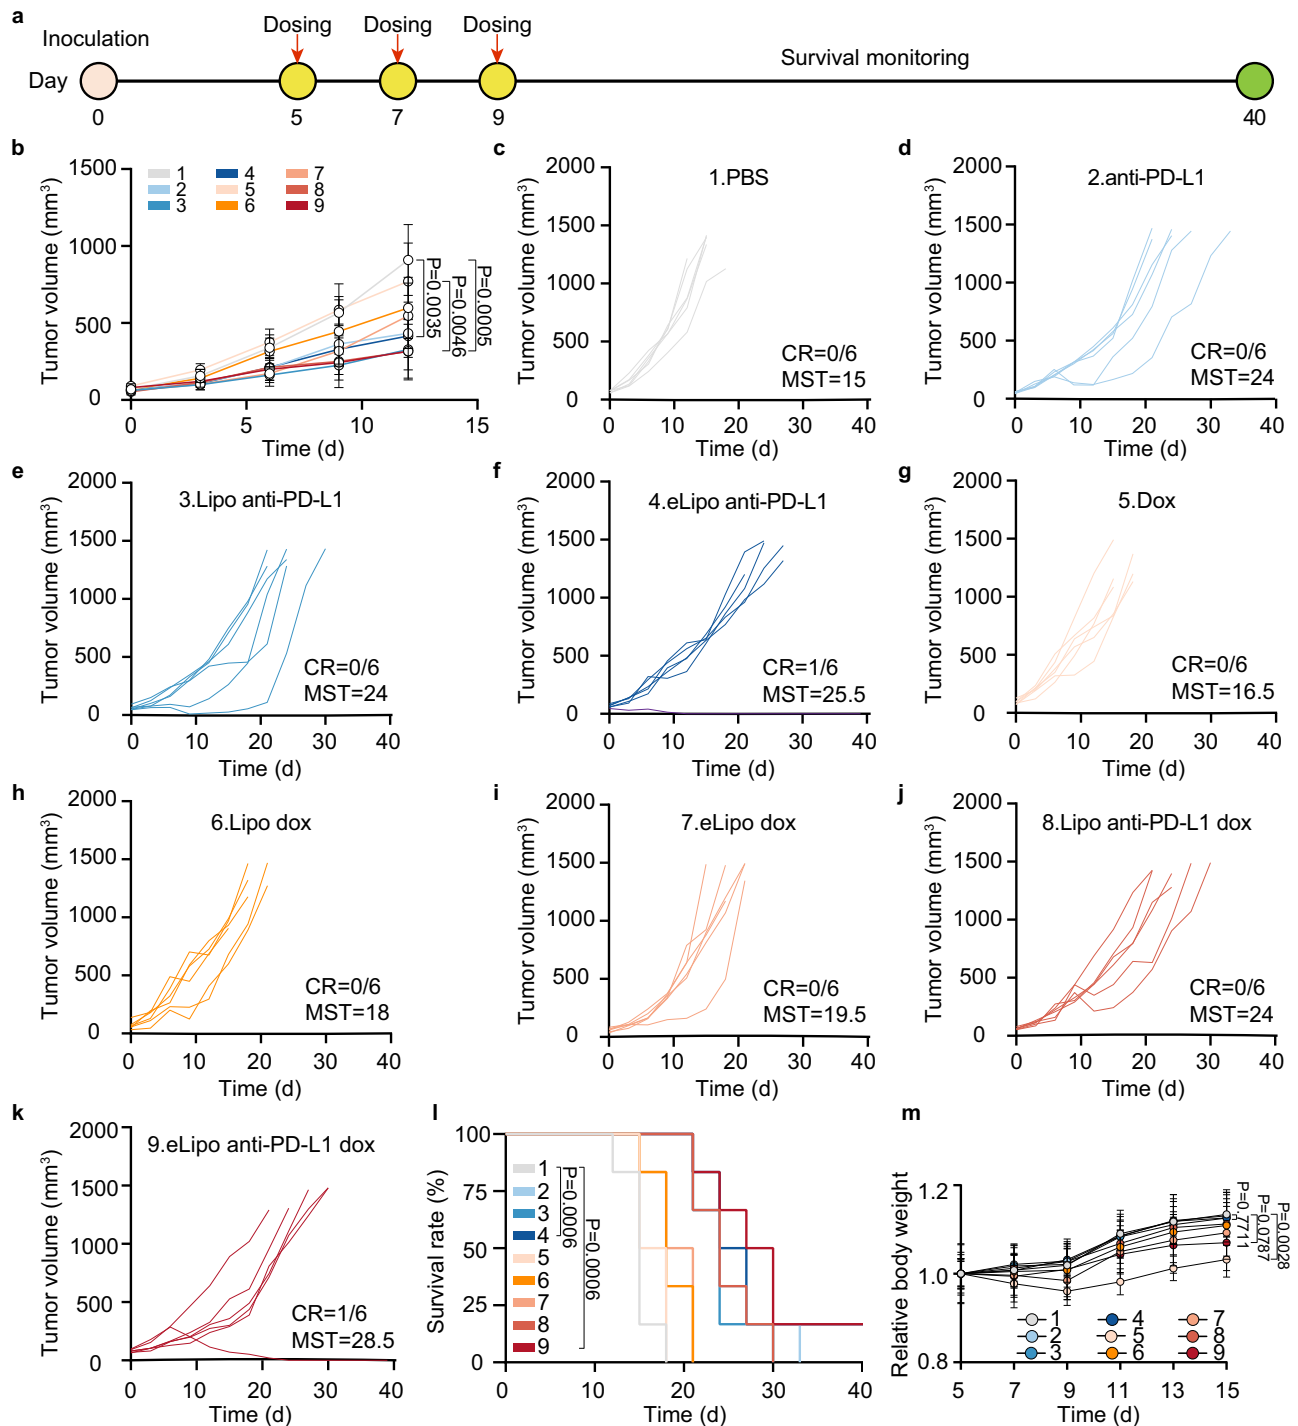 a
Inoculation
Dosing Dosing Dosing
Survival monitoring
Day
0 5 7 9 40
b
Tumor volume (mm³)
1500
1000
500
0
0 5 10 15
Time (d)
1 4 7
2 5 8
3 6 9
P=0.0035
P=0.0046
P=0.0005
c
Tumor volume (mm³)
2000
1500
1000
500
0
0 10 20 30 40
Time (d)
1.PBS
CR=0/6
MST=15
d
Tumor volume (mm³)
2000
1500
1000
500
0
0 10 20 30 40
Time (d)
2.anti-PD-L1
CR=0/6
MST=24
e
Tumor volume (mm³)
2000
1500
1000
500
0
0 10 20 30 40
Time (d)
3.Lipo anti-PD-L1
CR=0/6
MST=24
f
Tumor volume (mm³)
2000
1500
1000
500
0
0 10 20 30 40
Time (d)
4.eLipo anti-PD-L1
CR=1/6
MST=25.5
g
Tumor volume (mm³)
2000
1500
1000
500
0
0 10 20 30 40
Time (d)
5.Dox
CR=0/6
MST=16.5
h
Tumor volume (mm³)
2000
1500
1000
500
0
0 10 20 30 40
Time (d)
6.Lipo dox
CR=0/6
MST=18
i
Tumor volume (mm³)
2000
1500
1000
500
0
0 10 20 30 40
Time (d)
7.eLipo dox
CR=0/6
MST=19.5
j
Tumor volume (mm³)
2000
1500
1000
500
0
0 10 20 30 40
Time (d)
8.Lipo anti-PD-L1 dox
CR=0/6
MST=24
k
Tumor volume (mm³)
2000
1500
1000
500
0
0 10 20 30 40
Time (d)
9.eLipo anti-PD-L1 dox
CR=1/6
MST=28.5
l
Survival rate (%)
100
75
50
25
0
0 20 30 40
Time (d)
1
2
3
4
5
6
7
8
9
P=0.0006
P=0.0006
m
Relative body weight
1.2
1.0
0.8
5 7 9 11 13 15
Time (d)
1 4 7
2 5 8
3 6 9
P=0.7711
P=0.0787
P=0.0028